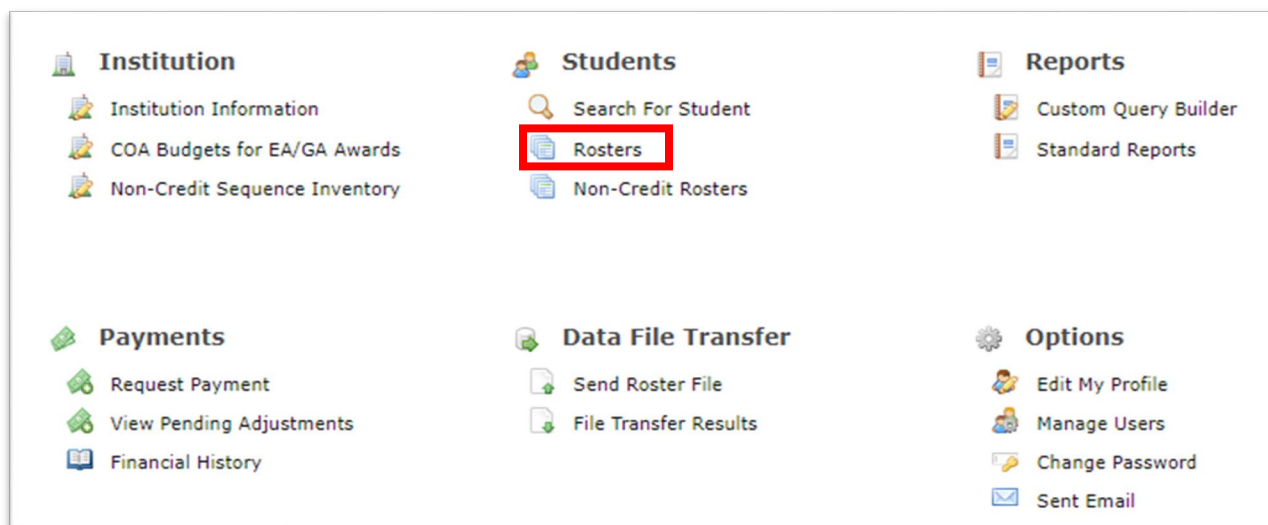 Institution
Institution Information
COA Budgets for EA/GA Awards
Non-Credit Sequence Inventory
Students
Search For Student
Rosters
Non-Credit Rosters
Reports
Custom Query Builder
Standard Reports
Payments
Request Payment
View Pending Adjustments
Financial History
Data File Transfer
Send Roster File
File Transfer Results
Options
Edit My Profile
Manage Users
Change Password
Sent Email